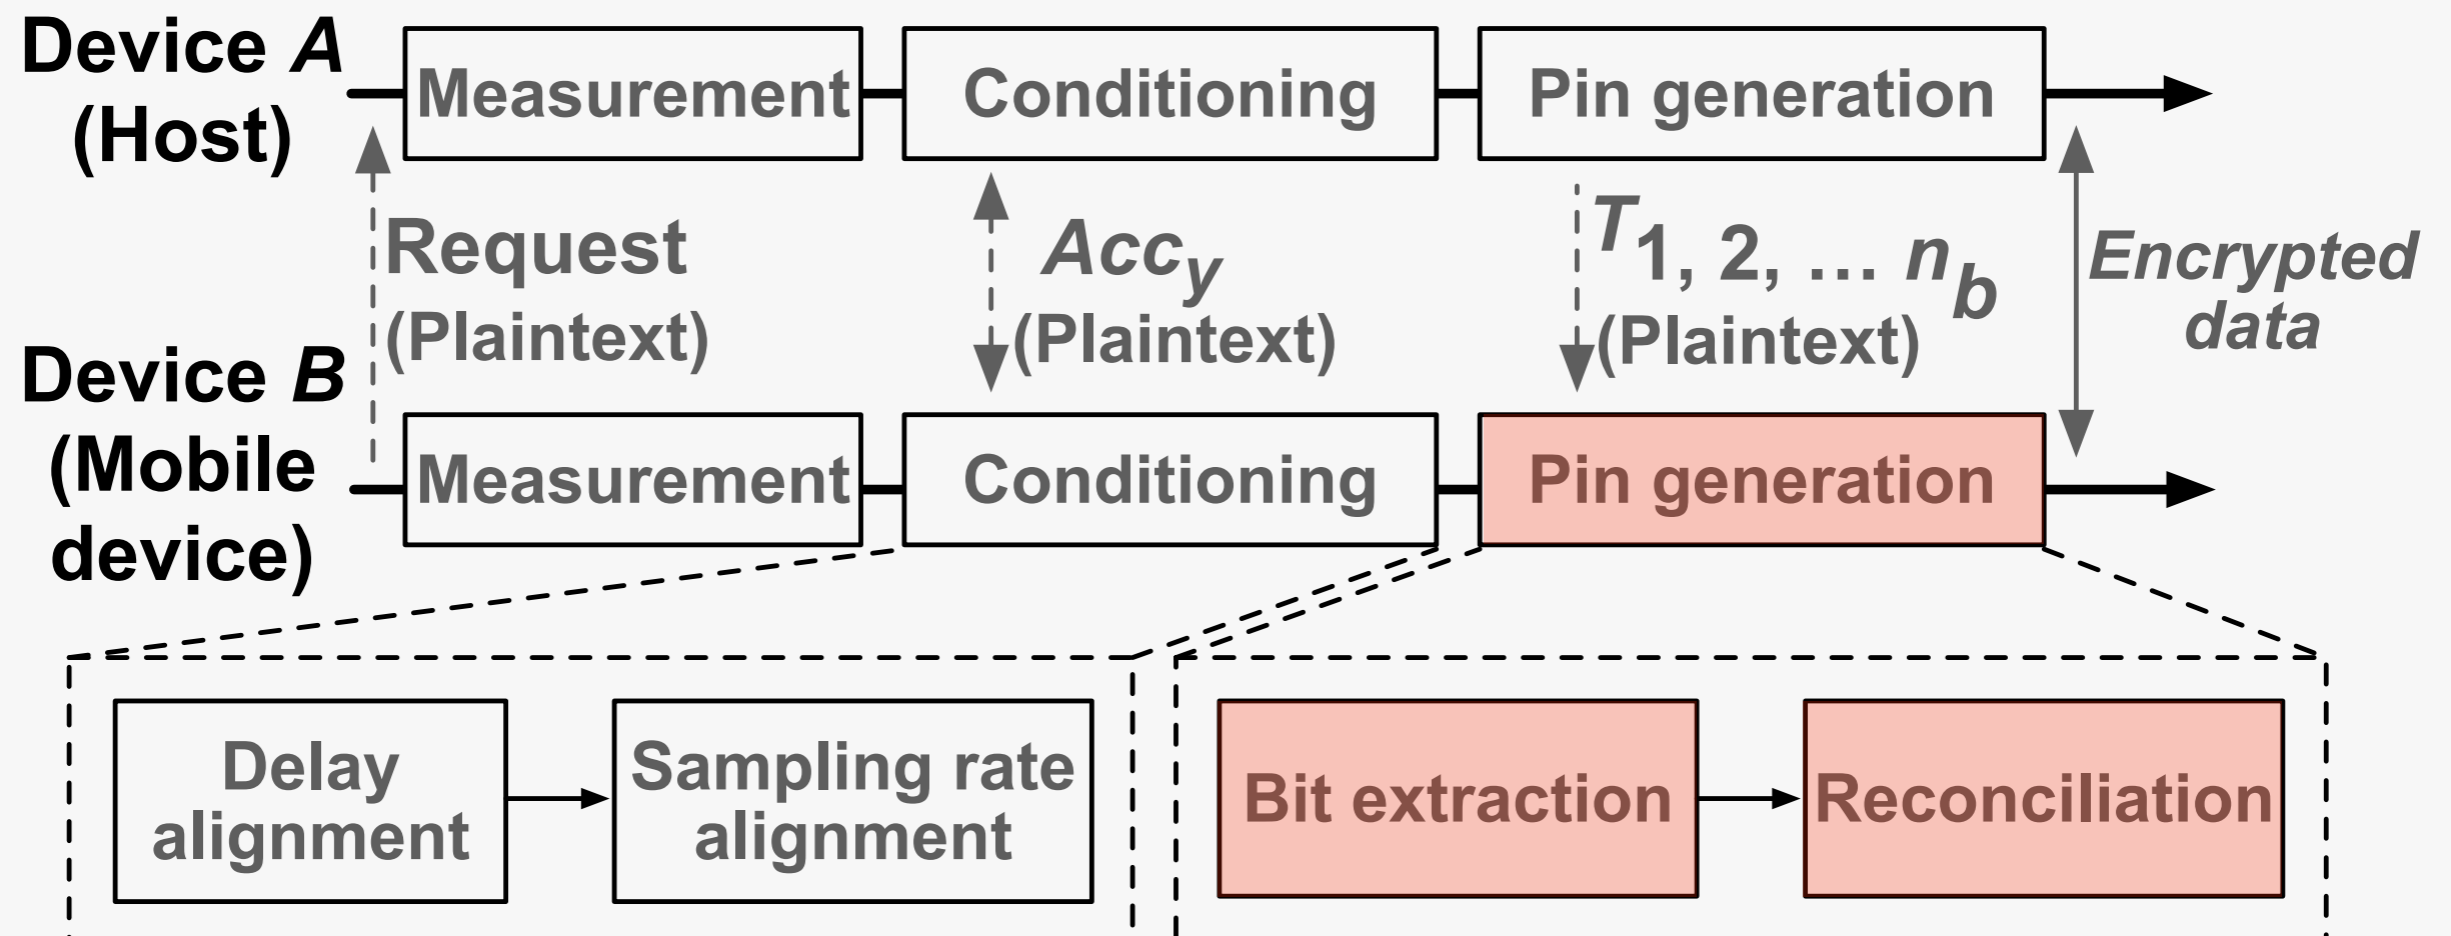 Device A
(Host)
Measurement
Conditioning
Pin generation
Request
(Plaintext)
Acc_y
(Plaintext)
T1, 2, … n_b
(Plaintext)
Encrypted
data
Device B
(Mobile
device)
Measurement
Conditioning
Pin generation
Delay
alignment
Sampling rate
alignment
Bit extraction
Reconciliation